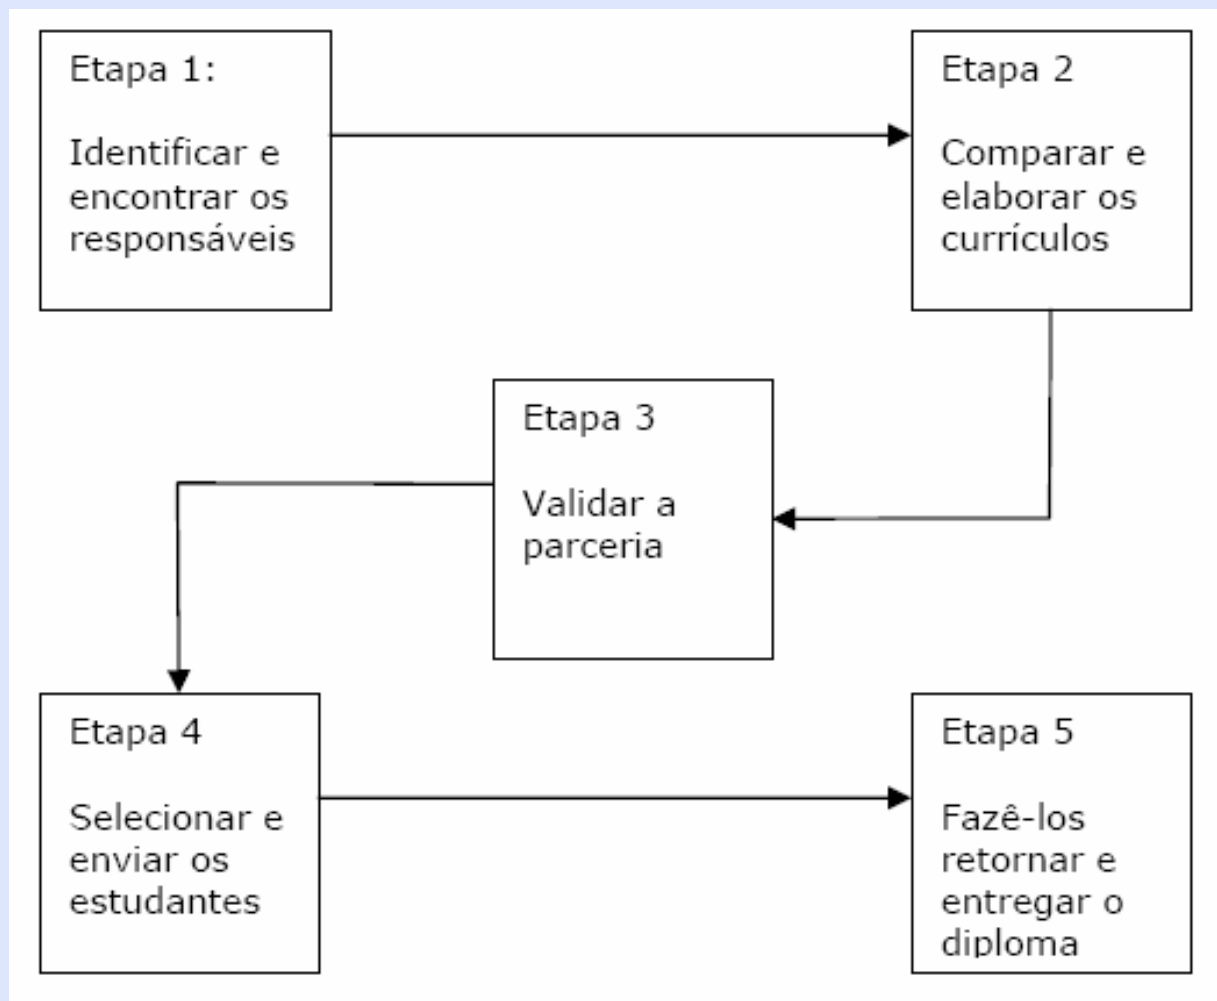 Etapa 1:
Identificar e
encontrar os
responsáveis
Etapa 2
Comparar e
elaborar os
currículos
Etapa 3
Validar a
parceria
Etapa 4
Selecionar e
enviar os
estudantes
Etapa 5
Fazê-los
retornar e
entregar o
diploma